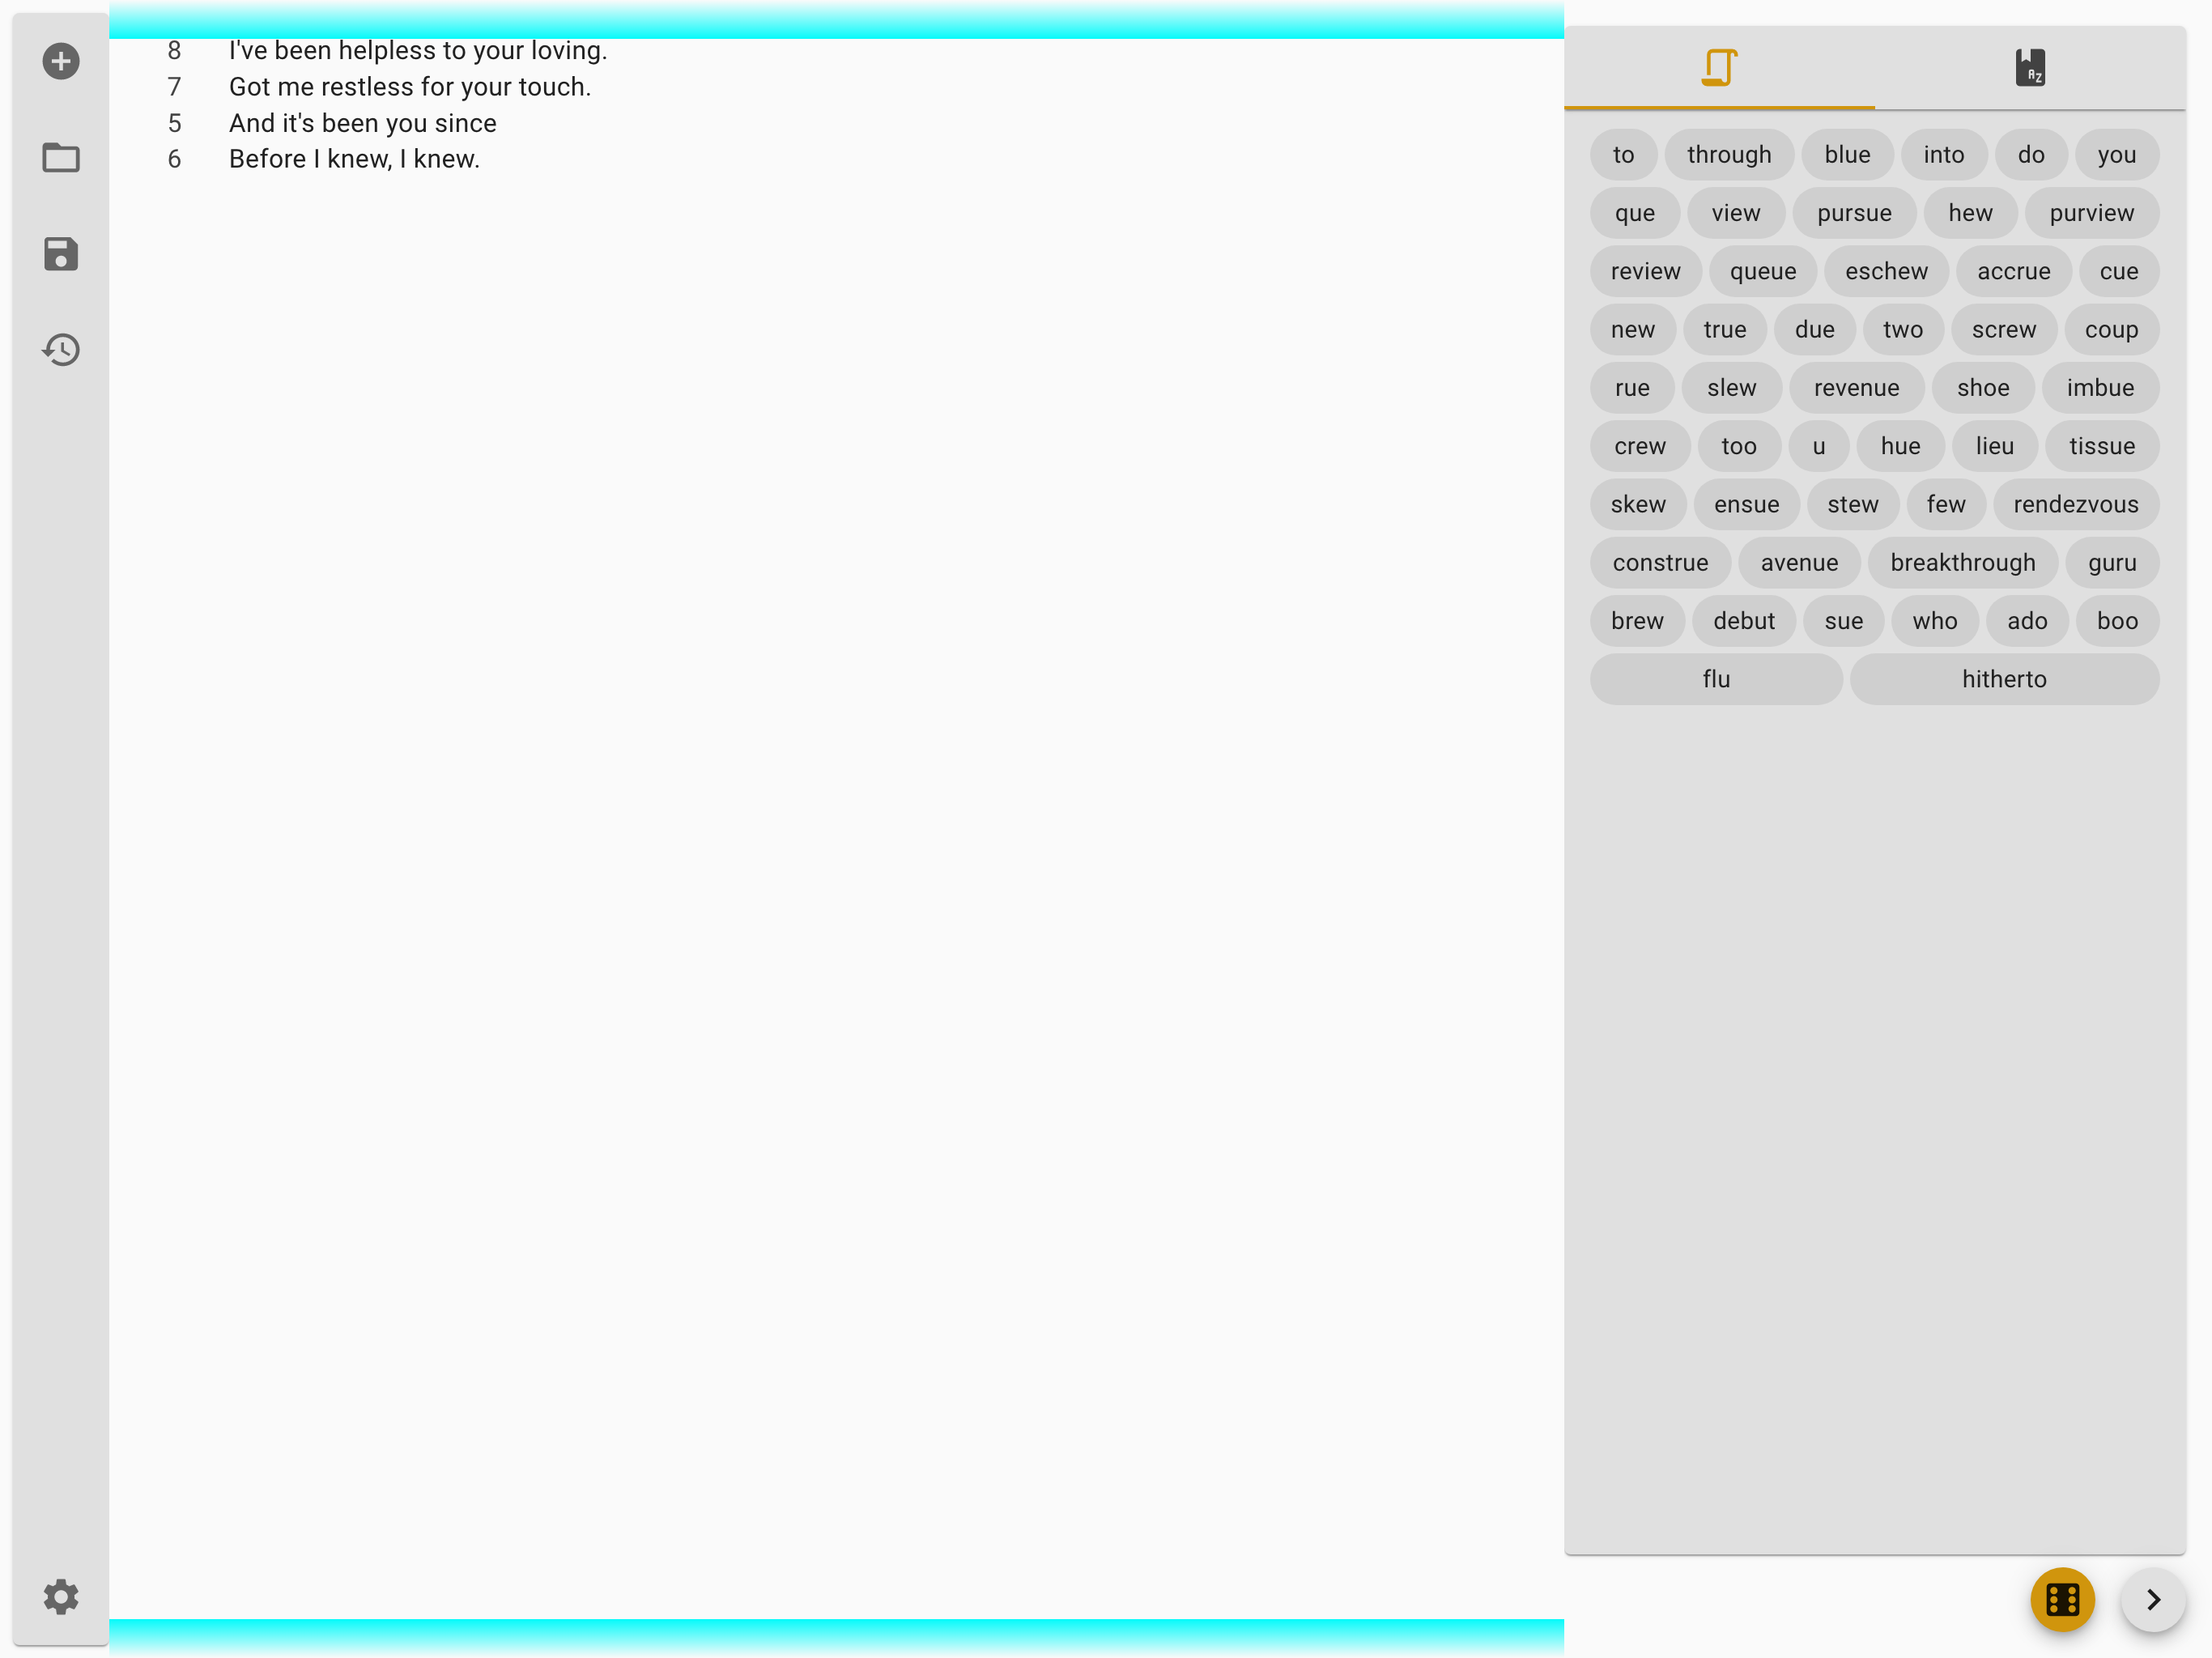 8 I've been helpless to your loving.
7 Got me restless for your touch.
5 And it's been you since
6 Before I knew, I knew.
AZ
to through blue into do you
que view pursue hew purview
review queue eschew accrue cue
new true due two screw coup
rue slew revenue shoe imbue
crew too u hue lieu tissue
skew ensue stew few rendezvous
construe avenue breakthrough guru
brew debut sue who ado boo
flu hitherto